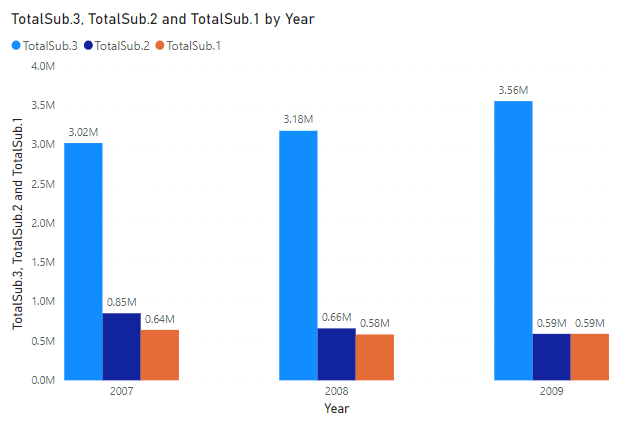 TotalSub.3, TotalSub.2 and TotalSub.1 by Year
TotalSub.3 TotalSub.2 TotalSub.1
TotalSub.3, TotalSub.2 and TotalSub.1
4.0M
3.5M
3.0M
2.5M
2.0M
1.5M
1.0M
0.5M
0.0M
3.02M
0.85M
0.64M
3.18M
0.66M
0.58M
3.56M
0.59M
0.59M
2007
2008
2009
Year